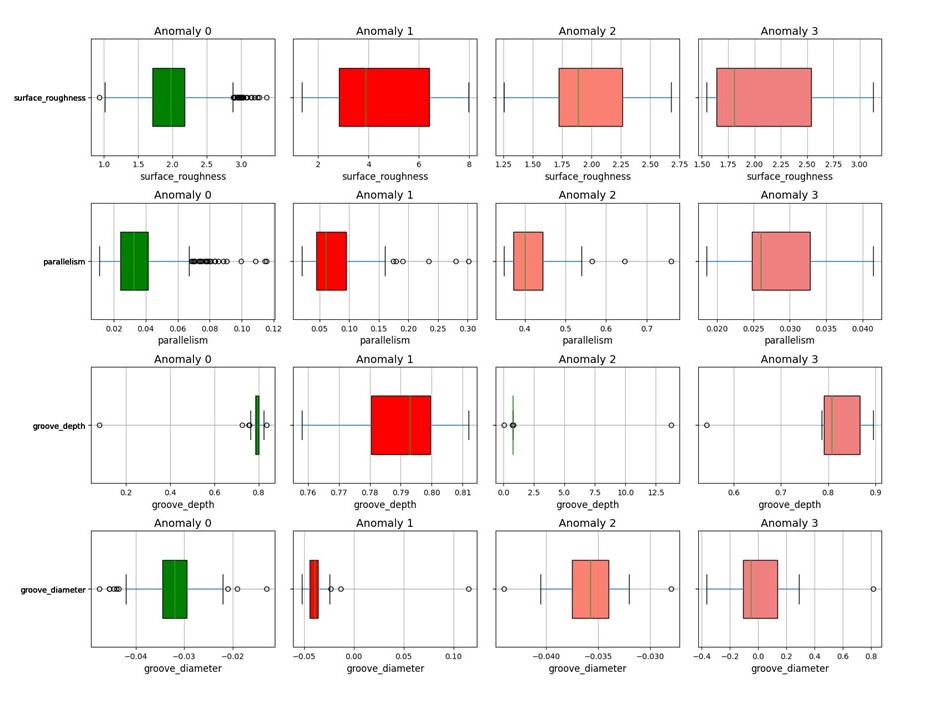 Anomaly 0 Anomaly 1 Anomaly 2 Anomaly 3
surface_roughness
1.0 1.5 2.0 2.5 3.0 2 4 6 8 1.25 1.50 1.75 2.00 2.25 2.50 2.75 1.50 1.75 2.00 2.25 2.50 2.75 3.00
surface_roughness surface_roughness surface_roughness surface_roughness
Anomaly 0 Anomaly 1 Anomaly 2 Anomaly 3
parallelism
0.02 0.04 0.06 0.08 0.10 0.12 0.05 0.10 0.15 0.20 0.25 0.30 0.4 0.5 0.6 0.7 0.020 0.025 0.030 0.035 0.040
parallelism parallelism parallelism parallelism
Anomaly 0 Anomaly 1 Anomaly 2 Anomaly 3
groove_depth
0.2 0.4 0.6 0.8 0.76 0.77 0.78 0.79 0.80 0.81 0.0 2.5 5.0 7.5 10.0 12.5 0.6 0.7 0.8 0.9
groove_depth groove_depth groove_depth groove_depth
Anomaly 0 Anomaly 1 Anomaly 2 Anomaly 3
groove_diameter
−0.04 −0.03 −0.02 −0.05 0.00 0.05 0.10 −0.040 −0.035 −0.030 −0.4 −0.2 0.0 0.2 0.4 0.6 0.8
groove_diameter groove_diameter groove_diameter groove_diameter